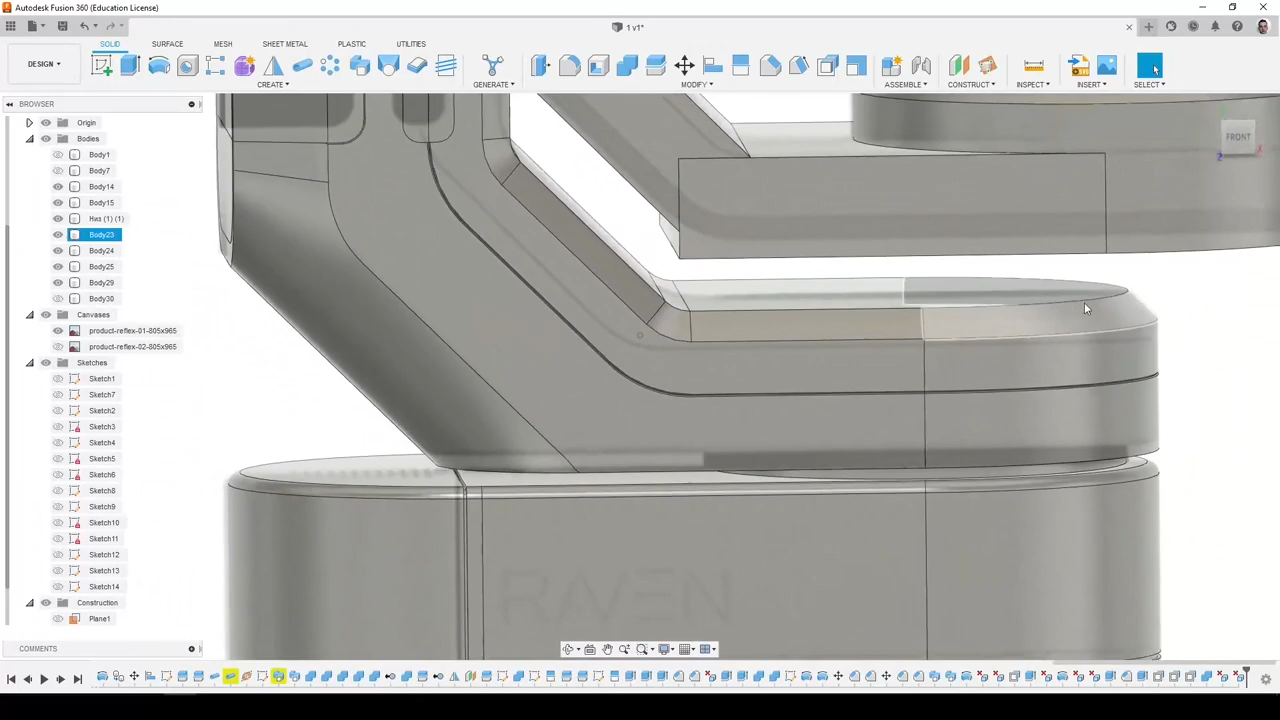 Autodesk Fusion 360 (Education License)
1 v1*
SOLID SURFACE MESH SHEET METAL PLASTIC UTILITIES
DESIGN
CREATE GENERATE MODIFY ASSEMBLE CONSTRUCT INSPECT INSERT SELECT
BROWSER
Origin
Bodies
Body1
Body7
Body14
Body15
Низ (1) (1)
Body23
Body24
Body25
Body29
Body30
Canvases
product-reflex-01-805x965
product-reflex-02-805x965
Sketches
Sketch1
Sketch7
Sketch2
Sketch3
Sketch4
Sketch5
Sketch6
Sketch8
Sketch9
Sketch10
Sketch11
Sketch12
Sketch13
Sketch14
Construction
Plane1
COMMENTS
FRONT
X
Z
RAVEN